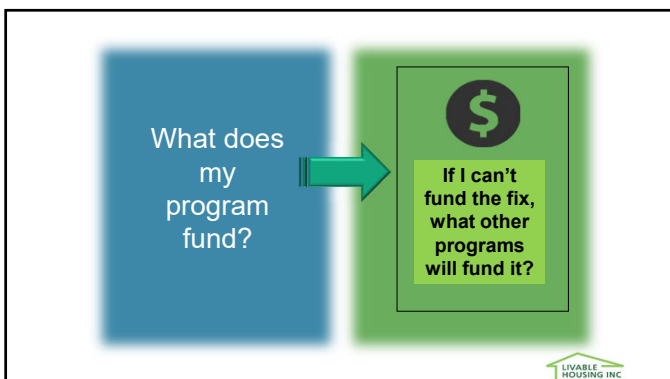 What does
my
program
fund?
$
If I can't
fund the fix,
what other
programs
will fund it?
LIVABLE
HOUSING INC